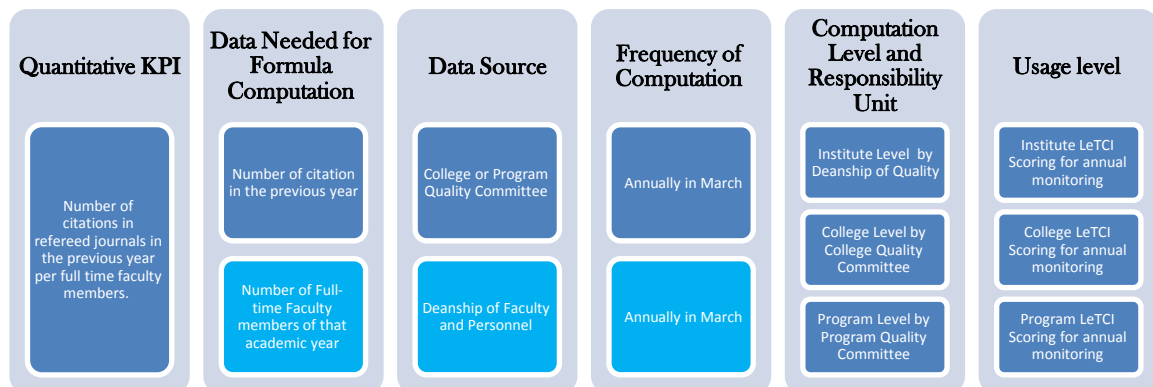 Quantitative KPI
Number of
citations in
refereed journals in
the previous year
per full time faculty
members.
Data Needed for
Formula
Computation
Number of citation
in the previous year
Number of Full-
time Faculty
members of that
academic year
Data Source
College or Program
Quality Committee
Deanship of Faculty
and Personnel
Frequency of
Computation
Annually in March
Annually in March
Computation
Level and
Responsibility
Unit
Institute Level by
Deanship of Quality
College Level by
College Quality
Committee
Program Level by
Program Quality
Committee
Usage level
Institute LeTCI
Scoring for annual
monitoring
College LeTCI
Scoring for annual
monitoring
Program LeTCI
Scoring for annual
monitoring